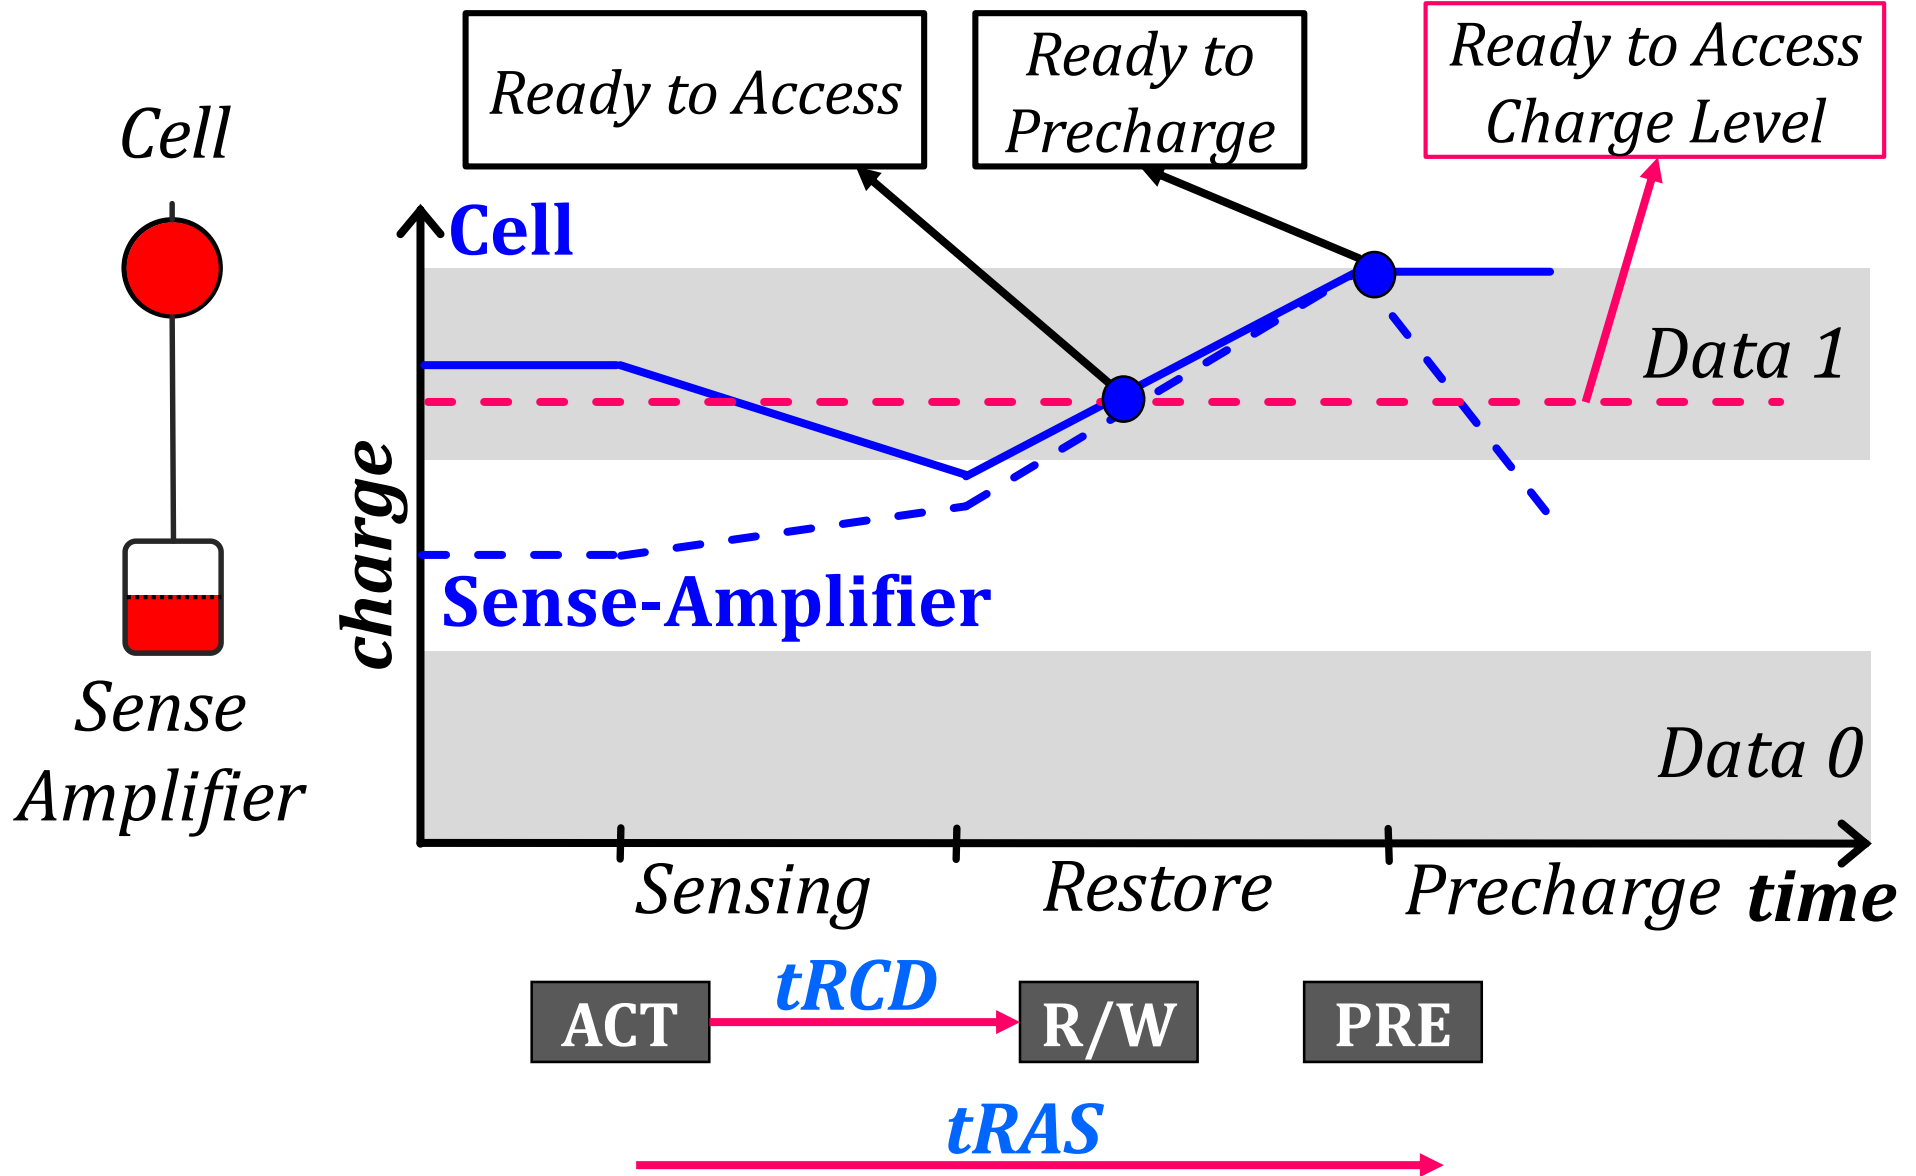 Ready to Access
Ready to
Precharge
Ready to Access
Charge Level
Cell
Cell
Data 1
charge
Sense-Amplifier
Sense
Amplifier
Data 0
Sensing
Restore
Precharge
time
tRCD
ACT
R/W
PRE
tRAS